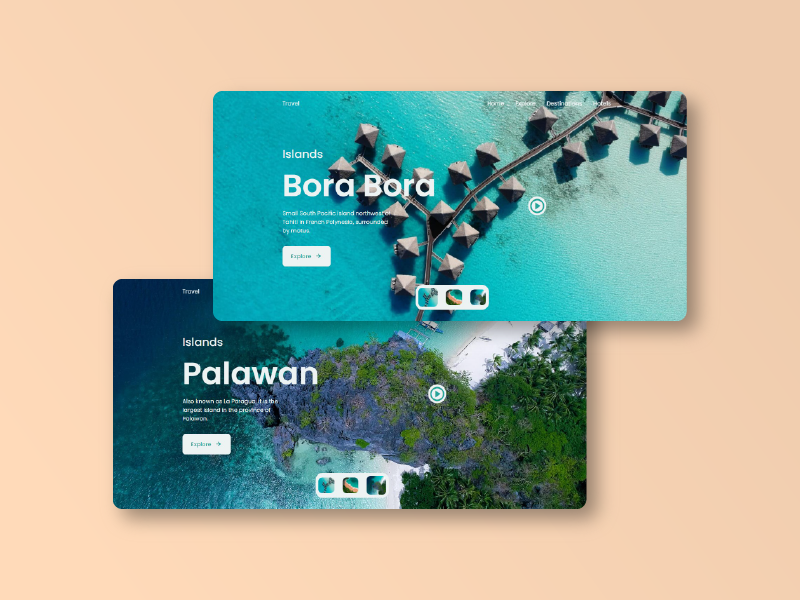 Travel
Home Explore Destinations Hotels
Islands
Bora Bora
Small South Pacific island northwest of
Tahiti in French Polynesia, surrounded
by motus.
Explore
Travel
Islands
Palawan
Also known as La Paragua, it is the
largest island in the province of
Palawan.
Explore